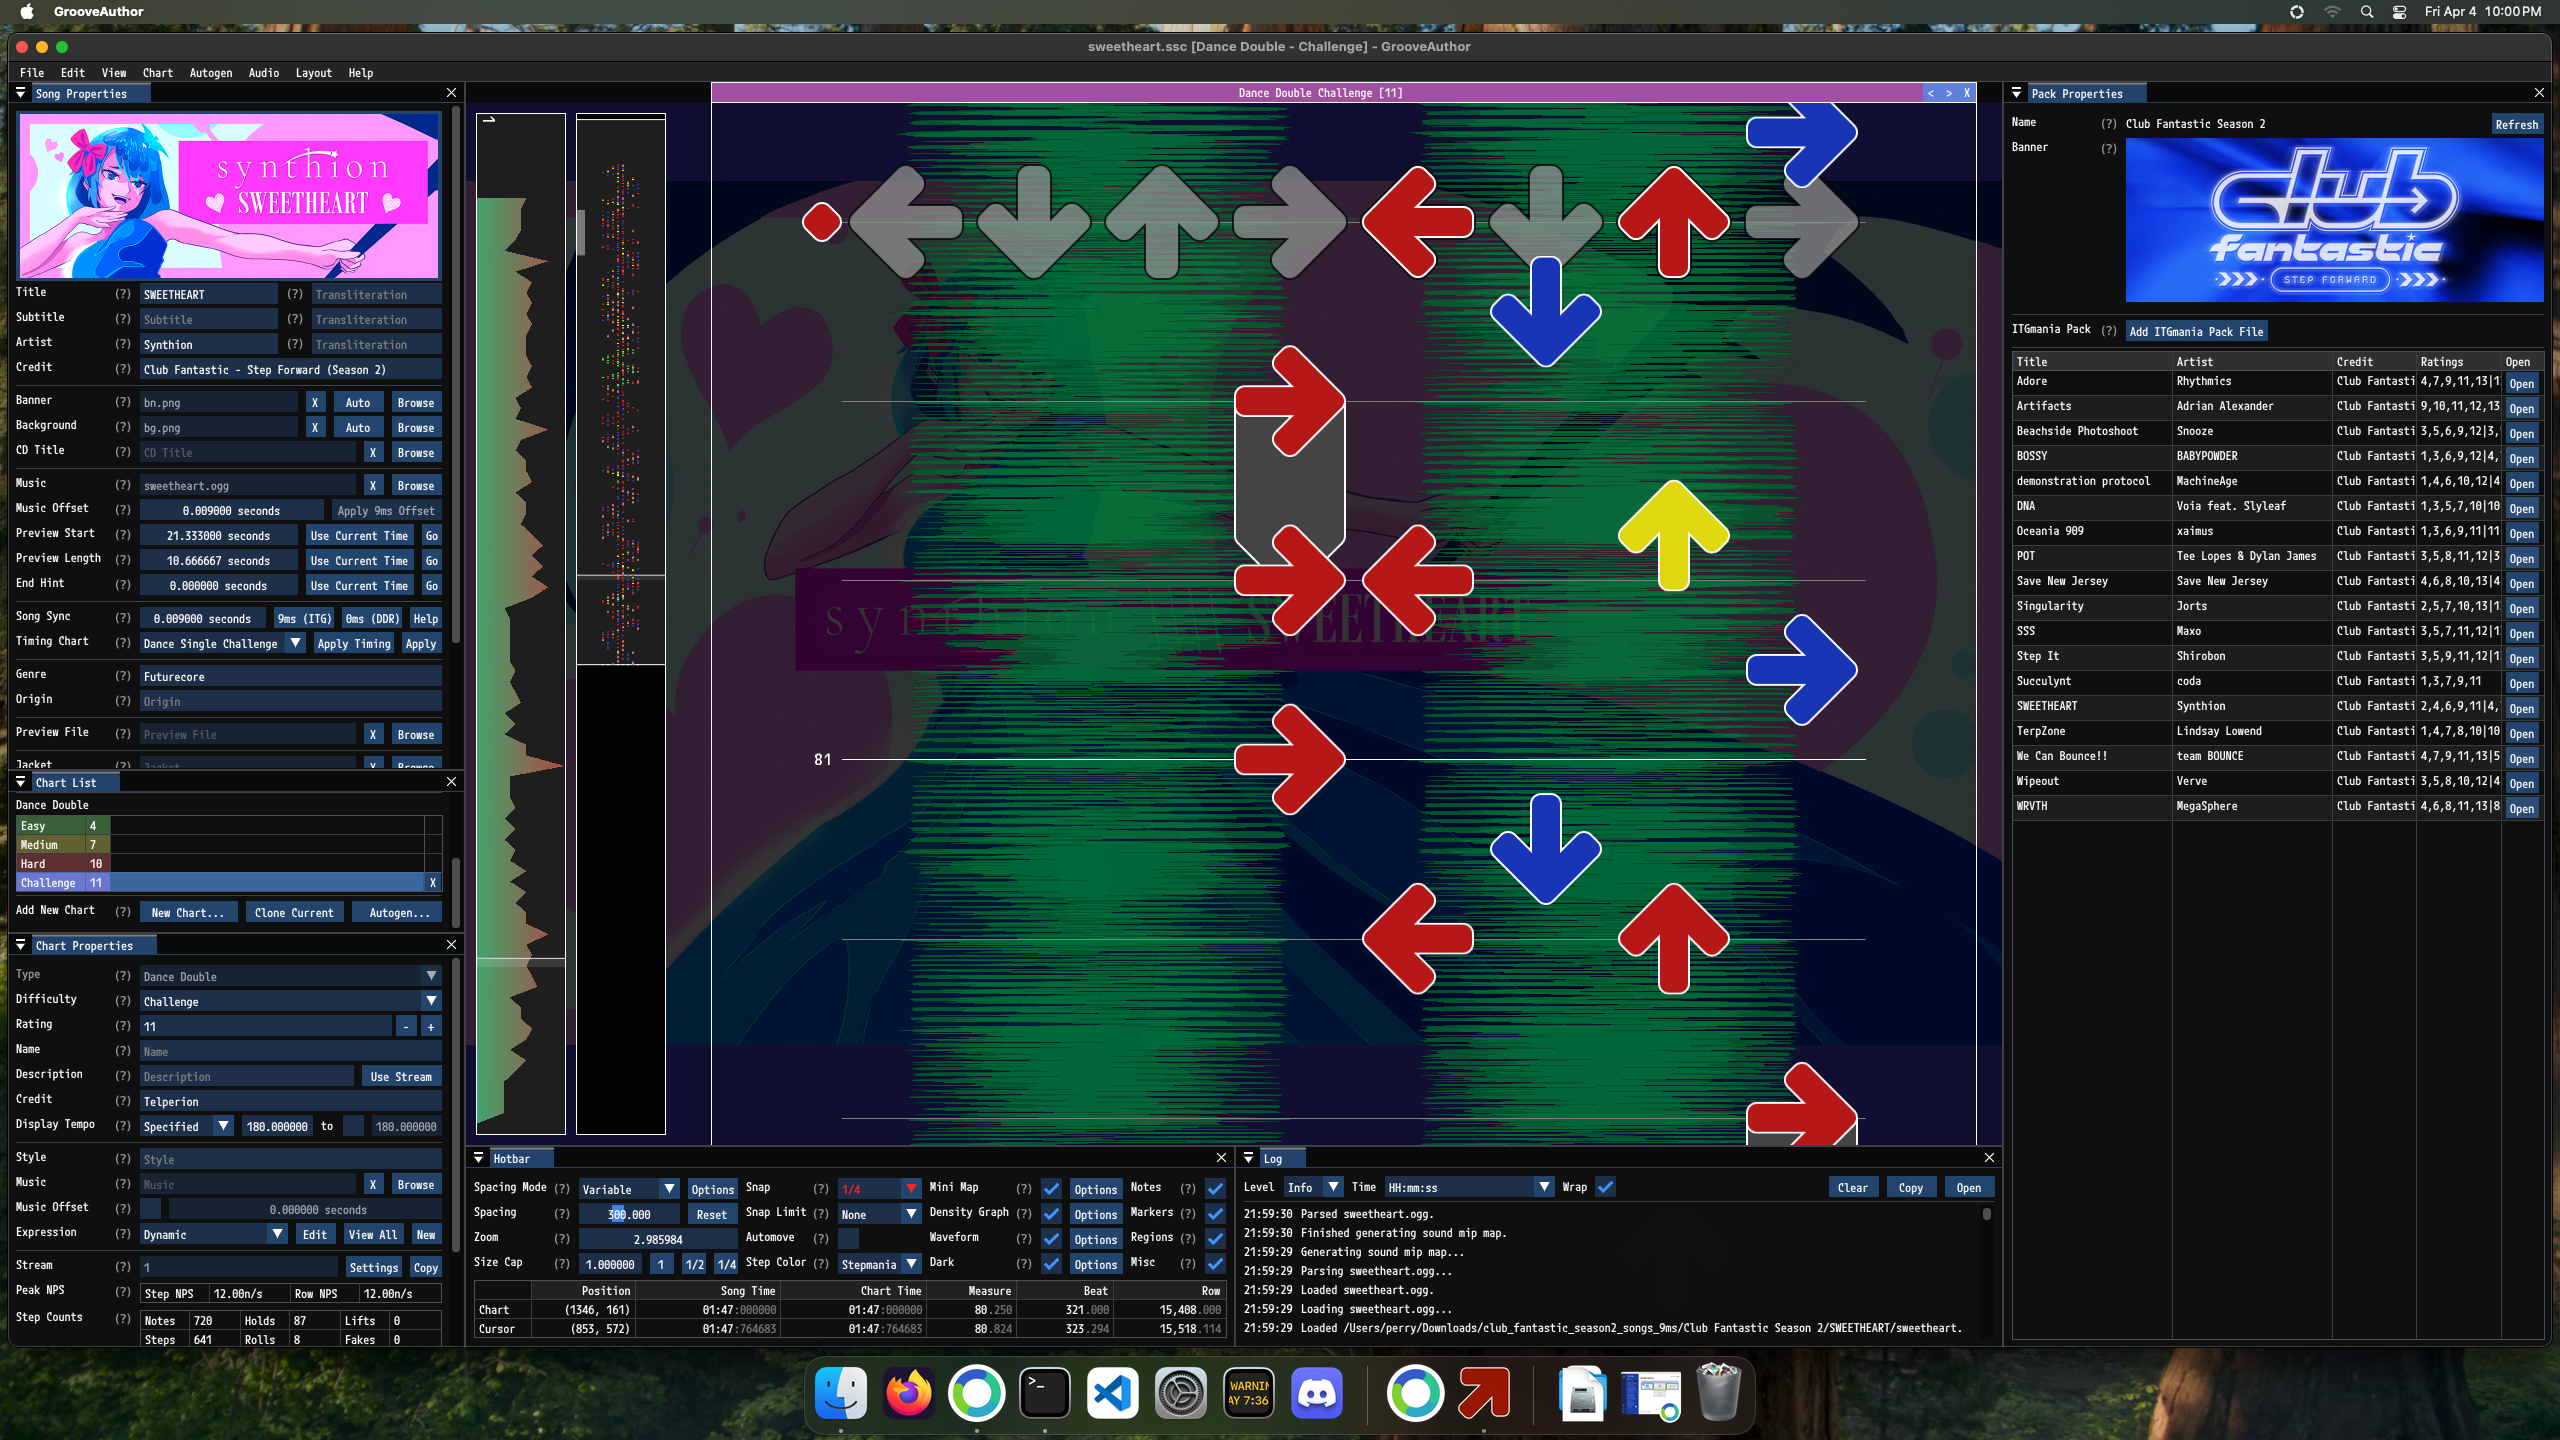 GrooveAuthor
Fri Apr 4 10:00 PM
sweetheart.ssc [Dance Double - Challenge] - GrooveAuthor
File Edit View Chart Autogen Audio Layout Help
Song Properties
synthion
SWEETHEART
Title (?) SWEETHEART (?) Transliteration
Subtitle (?) Subtitle (?) Transliteration
Artist (?) Synthion (?) Transliteration
Credit (?) Club Fantastic - Step Forward (Season 2)
Banner (?) bn.png X Auto Browse
Background (?) bg.png X Auto Browse
CD Title (?) CD Title X Browse
Music (?) sweetheart.ogg X Browse
Music Offset (?) 0.009000 seconds Apply 9ms Offset
Preview Start (?) 21.333000 seconds Use Current Time Go
Preview Length (?) 10.666667 seconds Use Current Time Go
End Hint (?) 0.000000 seconds Use Current Time Go
Song Sync (?) 0.009000 seconds 9ms (ITG) 0ms (DDR) Help
Timing Chart (?) Dance Single Challenge Apply Timing Apply
Genre (?) Futurecore
Origin (?) Origin
Preview File (?) Preview File X Browse
Jacket (?) Jacket X Browse
Chart List X
Dance Double
Easy 4
Medium 7
Hard 10
Challenge 11 X
Add New Chart (?) New Chart... Clone Current Autogen...
Chart Properties
Type (?) Dance Double
Difficulty (?) Challenge
Rating (?) 11 - +
Name (?) Name
Description (?) Description Use Stream
Credit (?) Telperion
Display Tempo (?) Specified 180.000000 to 180.000000
Style (?) Style
Music (?) Music X Browse
Music Offset (?) 0.000000 seconds
Expression (?) Dynamic Edit View All New
Stream (?) 1 Settings Copy
Peak NPS (?) Step NPS 12.00n/s Row NPS 12.00n/s
Step Counts (?) Notes 720 Holds 87 Lifts 0
Steps 641 Rolls 8 Fakes 0
Dance Double Challenge [11] < > X
synthion //// SWEETHEART
81
Hotbar
Spacing Mode (?) Variable Options Snap (?) 1/4 Mini Map (?) Options Notes (?)
Spacing (?) 300.000 Reset Snap Limit (?) None Density Graph (?) Options Markers (?)
Zoom (?) 2.985984 Automove (?) Waveform (?) Options Regions (?)
Size Cap (?) 1.000000 1 1/2 1/4 Step Color (?) Stepmania Dark (?) Options Misc (?)
Position Song Time Chart Time Measure Beat Row
Chart (1346, 161) 01:47:000000 01:47:000000 80.250 321.000 15,408.000
Cursor (853, 572) 01:47:764683 01:47:764683 80.824 323.294 15,518.114
Log
Level Info Time HH:mm:ss Wrap Clear Copy Open
21:59:30 Parsed sweetheart.ogg.
21:59:30 Finished generating sound mip map.
21:59:29 Generating sound mip map...
21:59:29 Parsing sweetheart.ogg...
21:59:29 Loaded sweetheart.ogg.
21:59:29 Loading sweetheart.ogg...
21:59:29 Loaded /Users/perry/Downloads/club_fantastic_season2_songs_9ms/Club Fantastic Season 2/SWEETHEART/sweetheart.
Pack Properties
Name (?) Club Fantastic Season 2 Refresh
Banner (?)
club
fantastic
STEP FORWARD
ITGmania Pack (?) Add ITGmania Pack File
Title Artist Credit Ratings Open
Adore Rhythmics Club Fantasti 4,7,9,11,13|1 Open
Artifacts Adrian Alexander Club Fantasti 9,10,11,12,13 Open
Beachside Photoshoot Snooze Club Fantasti 3,5,6,9,12|3, Open
BOSSY BABYPOWDER Club Fantasti 1,3,6,9,12|4, Open
demonstration protocol MachineAge Club Fantasti 1,4,6,10,12|4 Open
DNA Voia feat. Slyleaf Club Fantasti 1,3,5,7,10|10 Open
Oceania 909 xaimus Club Fantasti 1,3,6,9,11|11 Open
POT Tee Lopes & Dylan James Club Fantasti 3,5,8,11,12|3 Open
Save New Jersey Save New Jersey Club Fantasti 4,6,8,10,13|4 Open
Singularity Jorts Club Fantasti 2,5,7,10,13|1 Open
SSS Maxo Club Fantasti 3,5,7,11,12|1 Open
Step It Shirobon Club Fantasti 3,5,9,11,12|1 Open
Succulynt coda Club Fantasti 1,3,7,9,11 Open
SWEETHEART Synthion Club Fantasti 2,4,6,9,11|4, Open
TerpZone Lindsay Lowend Club Fantasti 1,4,7,8,10|10 Open
We Can Bounce!! team BOUNCE Club Fantasti 4,7,9,11,13|5 Open
Wipeout Verve Club Fantasti 3,5,8,10,12|4 Open
WRVTH MegaSphere Club Fantasti 4,6,8,11,13|8 Open
WARNIN
AY 7:36